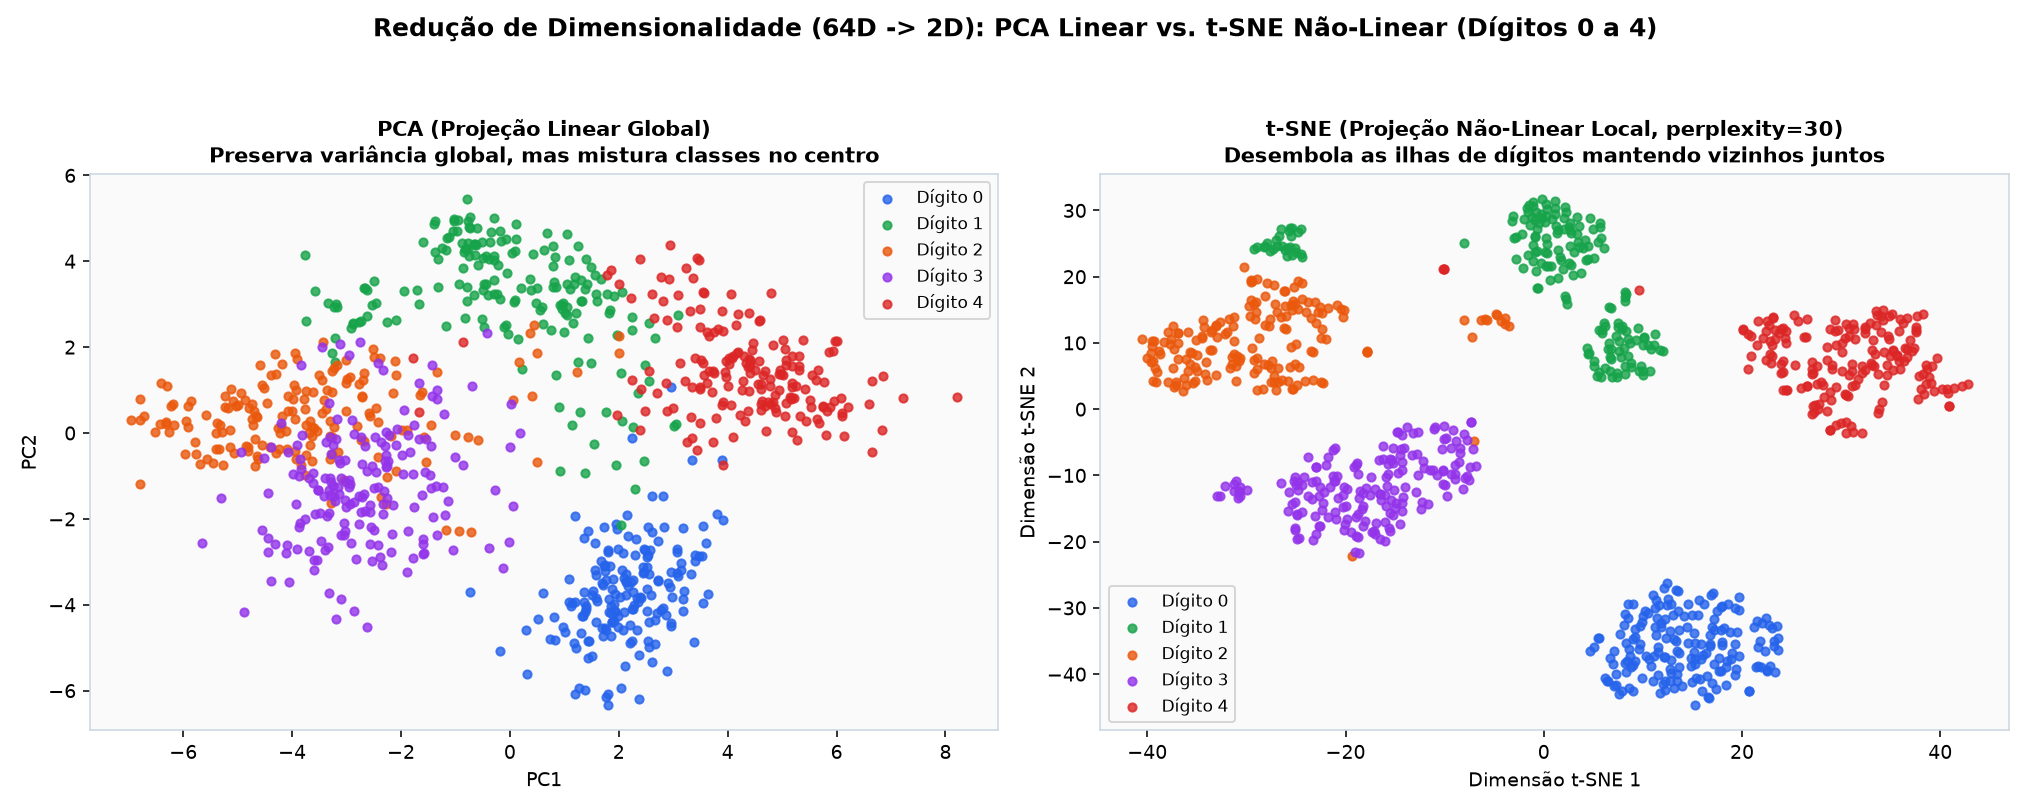 Redução de Dimensionalidade (64D -> 2D): PCA Linear vs. t-SNE Não-Linear (Dígitos 0 a 4)
PCA (Projeção Linear Global)
Preserva variância global, mas mistura classes no centro
6
4
2
0
−2
−4
−6
PC2
Dígito 0
Dígito 1
Dígito 2
Dígito 3
Dígito 4
−6
−4
−2
0
2
4
6
8
PC1
t-SNE (Projeção Não-Linear Local, perplexity=30)
Desembola as ilhas de dígitos mantendo vizinhos juntos
30
20
10
0
−10
−20
−30
−40
Dimensão t-SNE 2
Dígito 0
Dígito 1
Dígito 2
Dígito 3
Dígito 4
−40
−20
0
20
40
Dimensão t-SNE 1